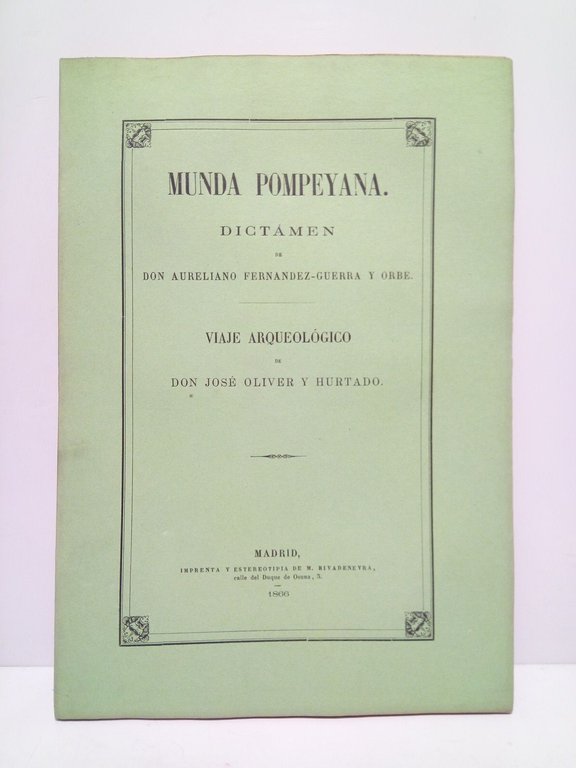 MUNDA POMPEYANA.
DICTÁMEN
DE
DON AURELIANO FERNANDEZ-GUERRA Y ORBE.
VIAJE ARQUEOLÓGICO
DE
DON JOSÉ OLIVER Y HURTADO.
MADRID,
IMPRENTA Y ESTEREOTIPIA DE M. RIVADENEYRA,
calle del Duque de Osuna, 3.
1866